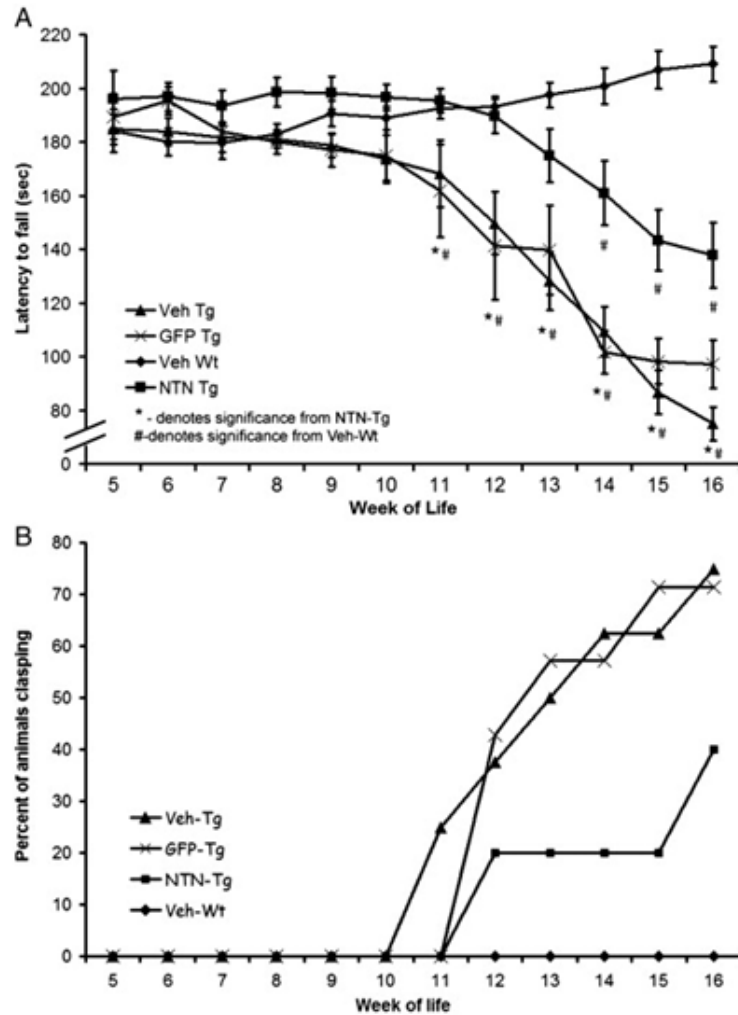 A
220
200
180
160
140
120
100
80
0
Latency to fall (sec)
Veh Tg
GFP Tg
Veh Wt
NTN Tg
* - denotes significance from NTN-Tg
#-denotes significance from Veh-Wt
*#
*#
*#
*#
*#
*#
#
#
#
5 6 7 8 9 10 11 12 13 14 15 16
Week of Life
B
80
70
60
50
40
30
20
10
0
Percent of animals clasping
Veh-Tg
GFP-Tg
NTN-Tg
Veh-Wt
5 6 7 8 9 10 11 12 13 14 15 16
Week of life